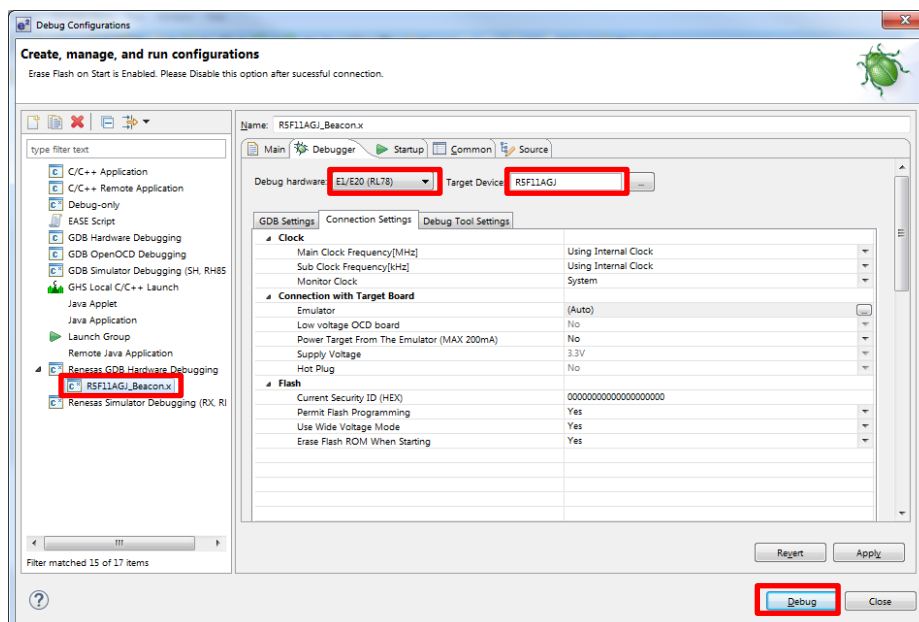 e² Debug Configurations
Create, manage, and run configurations
Erase Flash on Start is Enabled. Please Disable this option after sucessful connection.
type filter text
C/C++ Application
C/C++ Remote Application
Debug-only
EASE Script
GDB Hardware Debugging
GDB OpenOCD Debugging
GDB Simulator Debugging (SH, RH85
GHS Local C/C++ Launch
Java Applet
Java Application
Launch Group
Remote Java Application
Renesas GDB Hardware Debugging
R5F11AGJ_Beacon.x
Renesas Simulator Debugging (RX, RI
Filter matched 15 of 17 items
Name: R5F11AGJ_Beacon.x
Main Debugger Startup Common Source
Debug hardware: E1/E20 (RL78) Target Device: R5F11AGJ ...
GDB Settings Connection Settings Debug Tool Settings
Clock
Main Clock Frequency[MHz] Using Internal Clock
Sub Clock Frequency[kHz] Using Internal Clock
Monitor Clock System
Connection with Target Board
Emulator (Auto) ...
Low voltage OCD board No
Power Target From The Emulator (MAX 200mA) No
Supply Voltage 3.3V
Hot Plug No
Flash
Current Security ID (HEX) 00000000000000000000
Permit Flash Programming Yes
Use Wide Voltage Mode Yes
Erase Flash ROM When Starting Yes
Revert Apply
? Debug Close